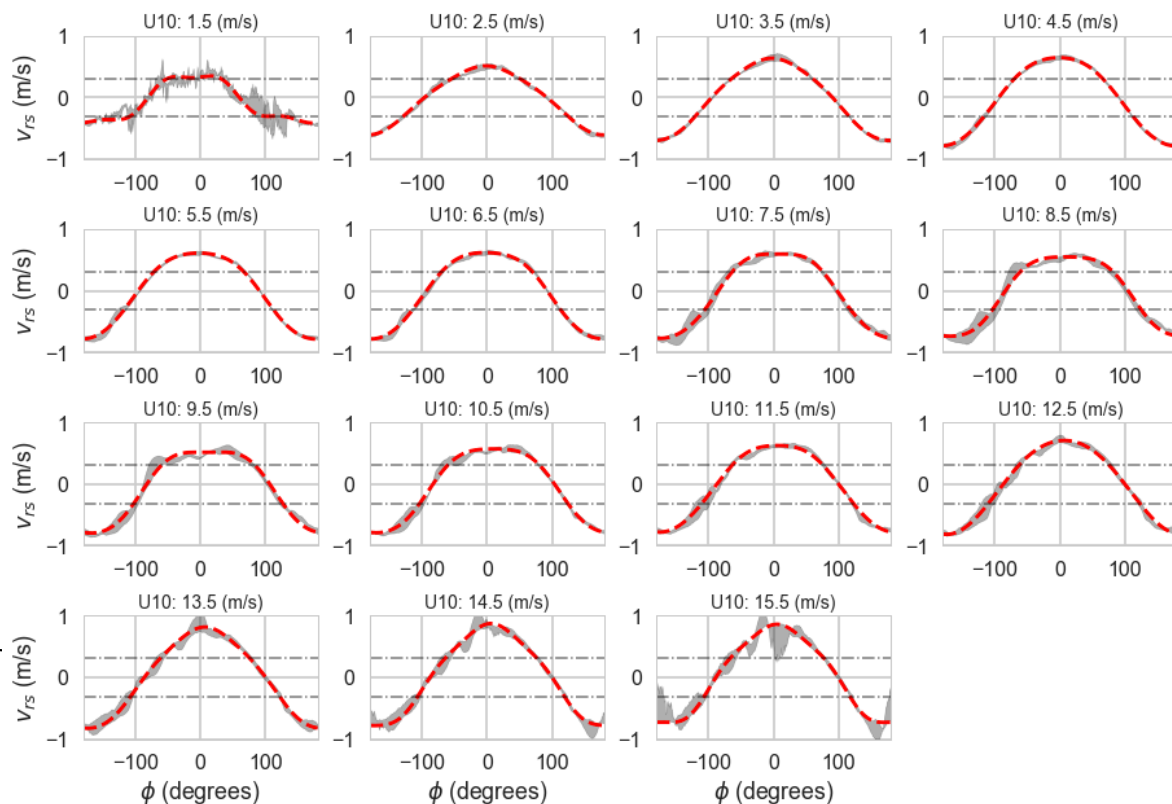 U10: 1.5 (m/s) U10: 2.5 (m/s) U10: 3.5 (m/s) U10: 4.5 (m/s)
v_rs (m/s)
1 1 1 1
0 0 0 0
−1 −1 −1 −1
−100 0 100 −100 0 100 −100 0 100 −100 0 100
U10: 5.5 (m/s) U10: 6.5 (m/s) U10: 7.5 (m/s) U10: 8.5 (m/s)
v_rs (m/s)
1 1 1 1
0 0 0 0
−1 −1 −1 −1
−100 0 100 −100 0 100 −100 0 100 −100 0 100
U10: 9.5 (m/s) U10: 10.5 (m/s) U10: 11.5 (m/s) U10: 12.5 (m/s)
v_rs (m/s)
1 1 1 1
0 0 0 0
−1 −1 −1 −1
−100 0 100 −100 0 100 −100 0 100 −100 0 100
U10: 13.5 (m/s) U10: 14.5 (m/s) U10: 15.5 (m/s)
v_rs (m/s)
1 1 1
0 0 0
−1 −1 −1
−100 0 100 −100 0 100 −100 0 100
ϕ (degrees) ϕ (degrees) ϕ (degrees)